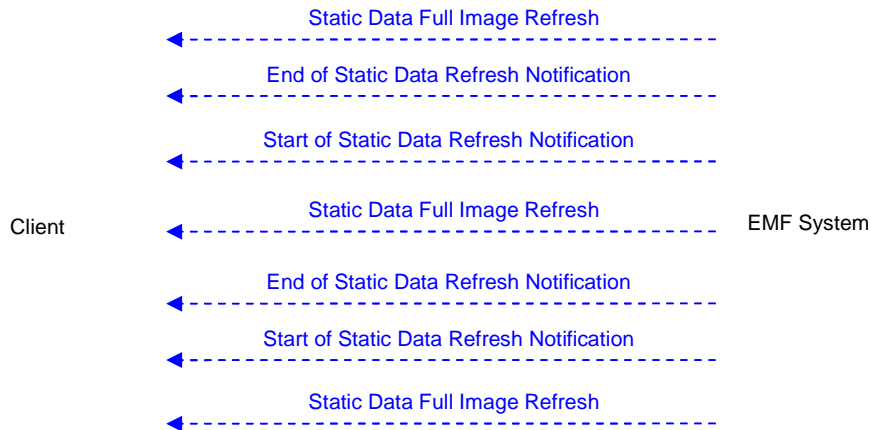 Static Data Full Image Refresh
End of Static Data Refresh Notification
Start of Static Data Refresh Notification
Static Data Full Image Refresh
Client
EMF System
End of Static Data Refresh Notification
Start of Static Data Refresh Notification
Static Data Full Image Refresh